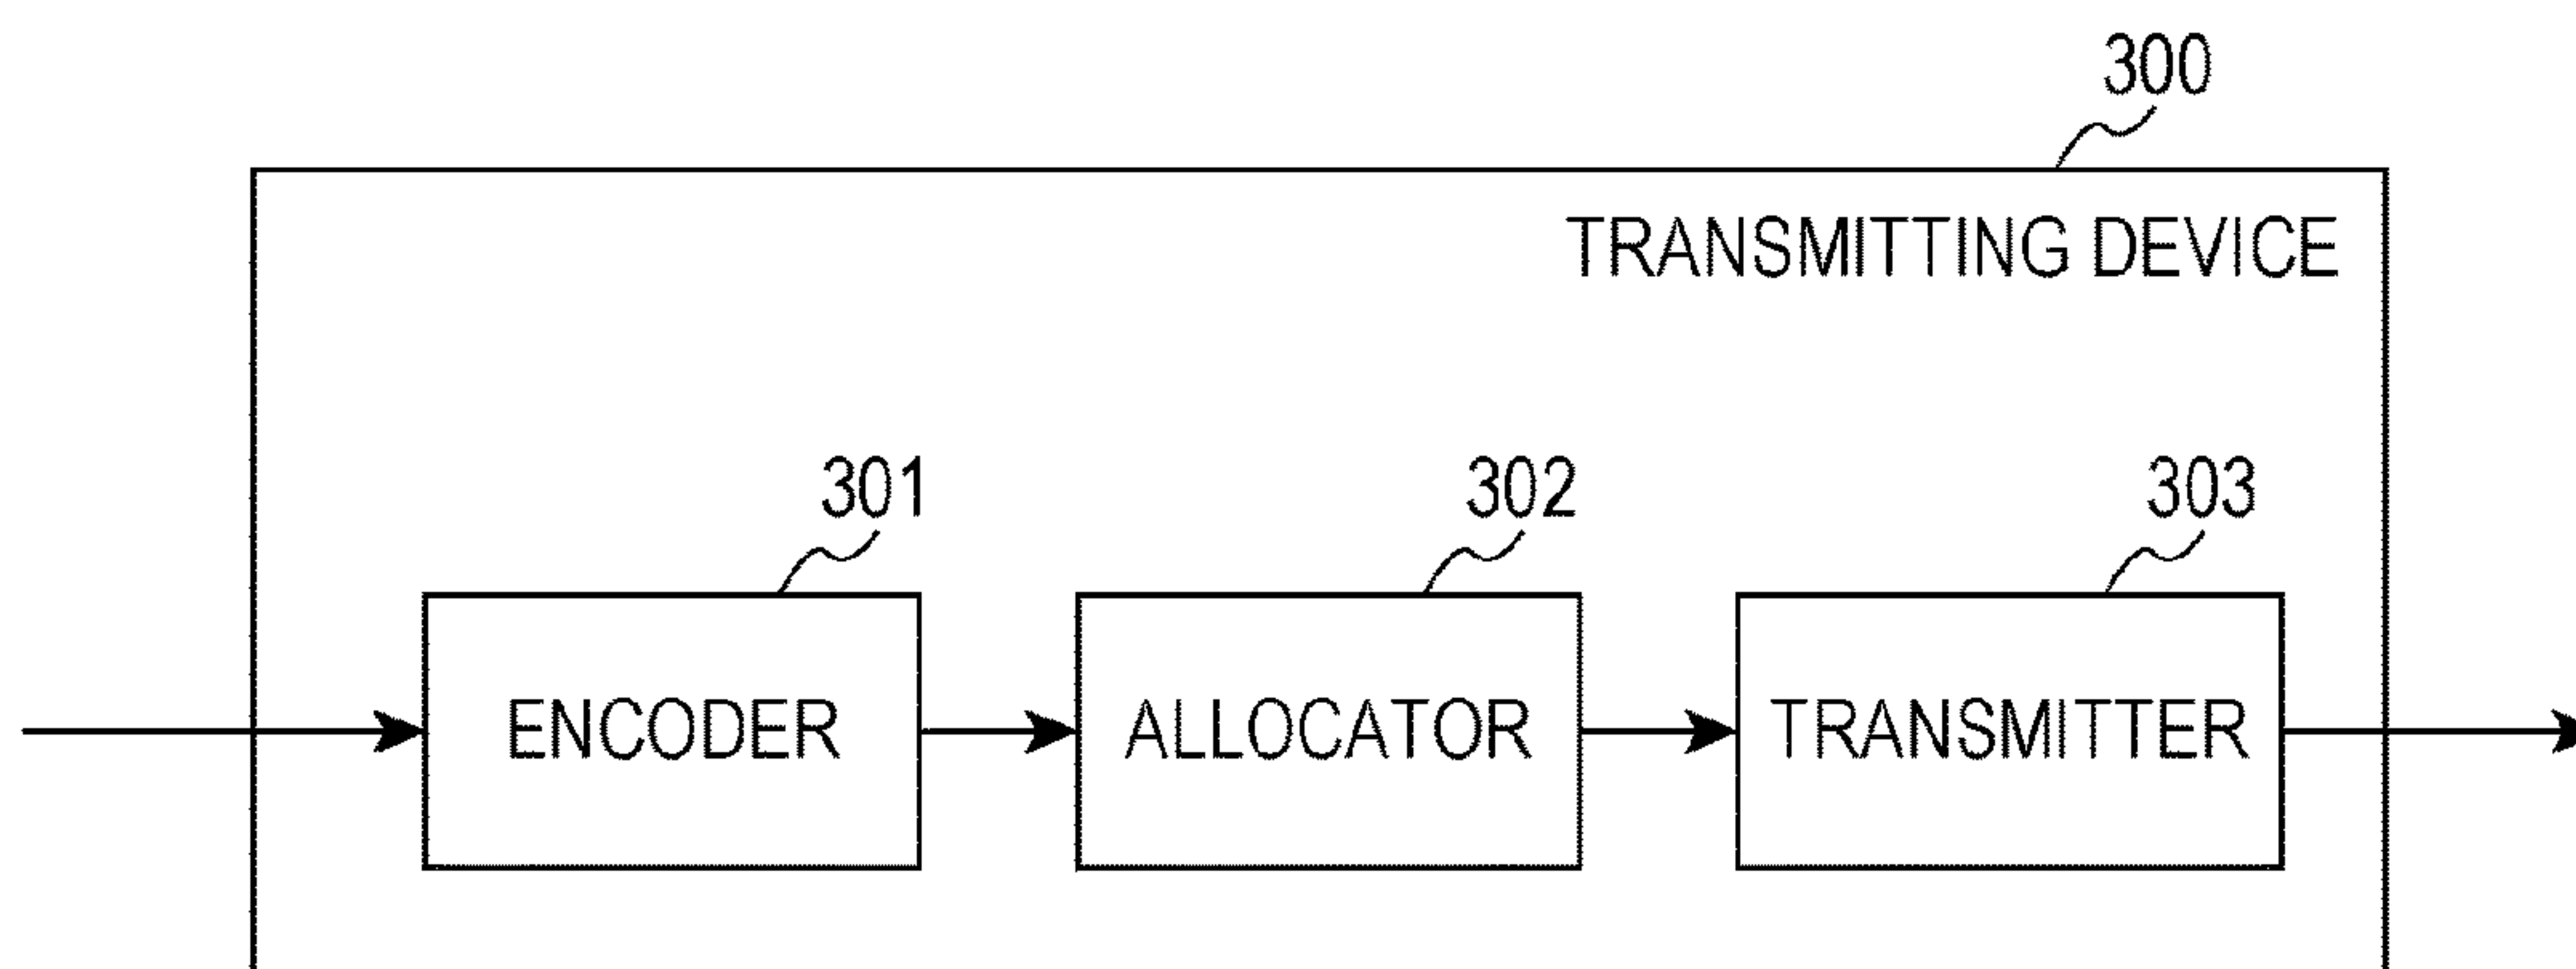 300
TRANSMITTING DEVICE
301
302
303
ENCODER
ALLOCATOR
TRANSMITTER